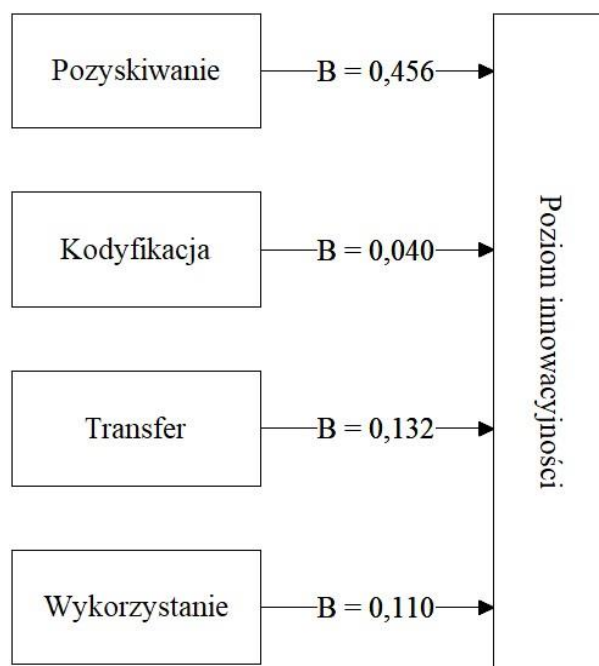 Pozyskiwanie
B = 0,456
Kodyfikacja
B = 0,040
Transfer
B = 0,132
Wykorzystanie
B = 0,110
Poziom innowacyjności